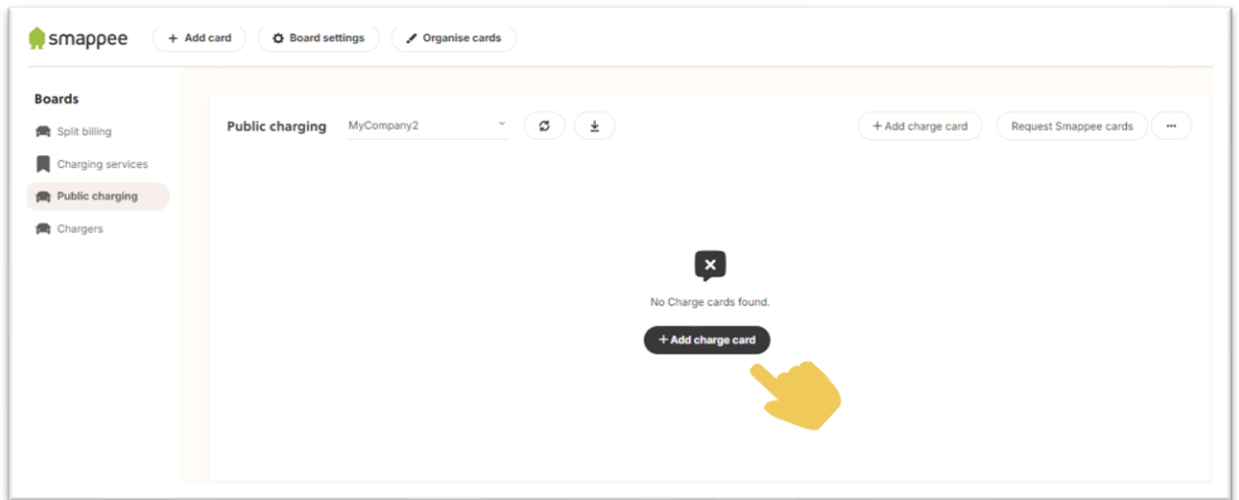 smappee
+ Add card
Board settings
Organise cards
Boards
Split billing
Charging services
Public charging
Chargers
Public charging
MyCompany2
+ Add charge card
Request Smappee cards
...
No Charge cards found.
+ Add charge card